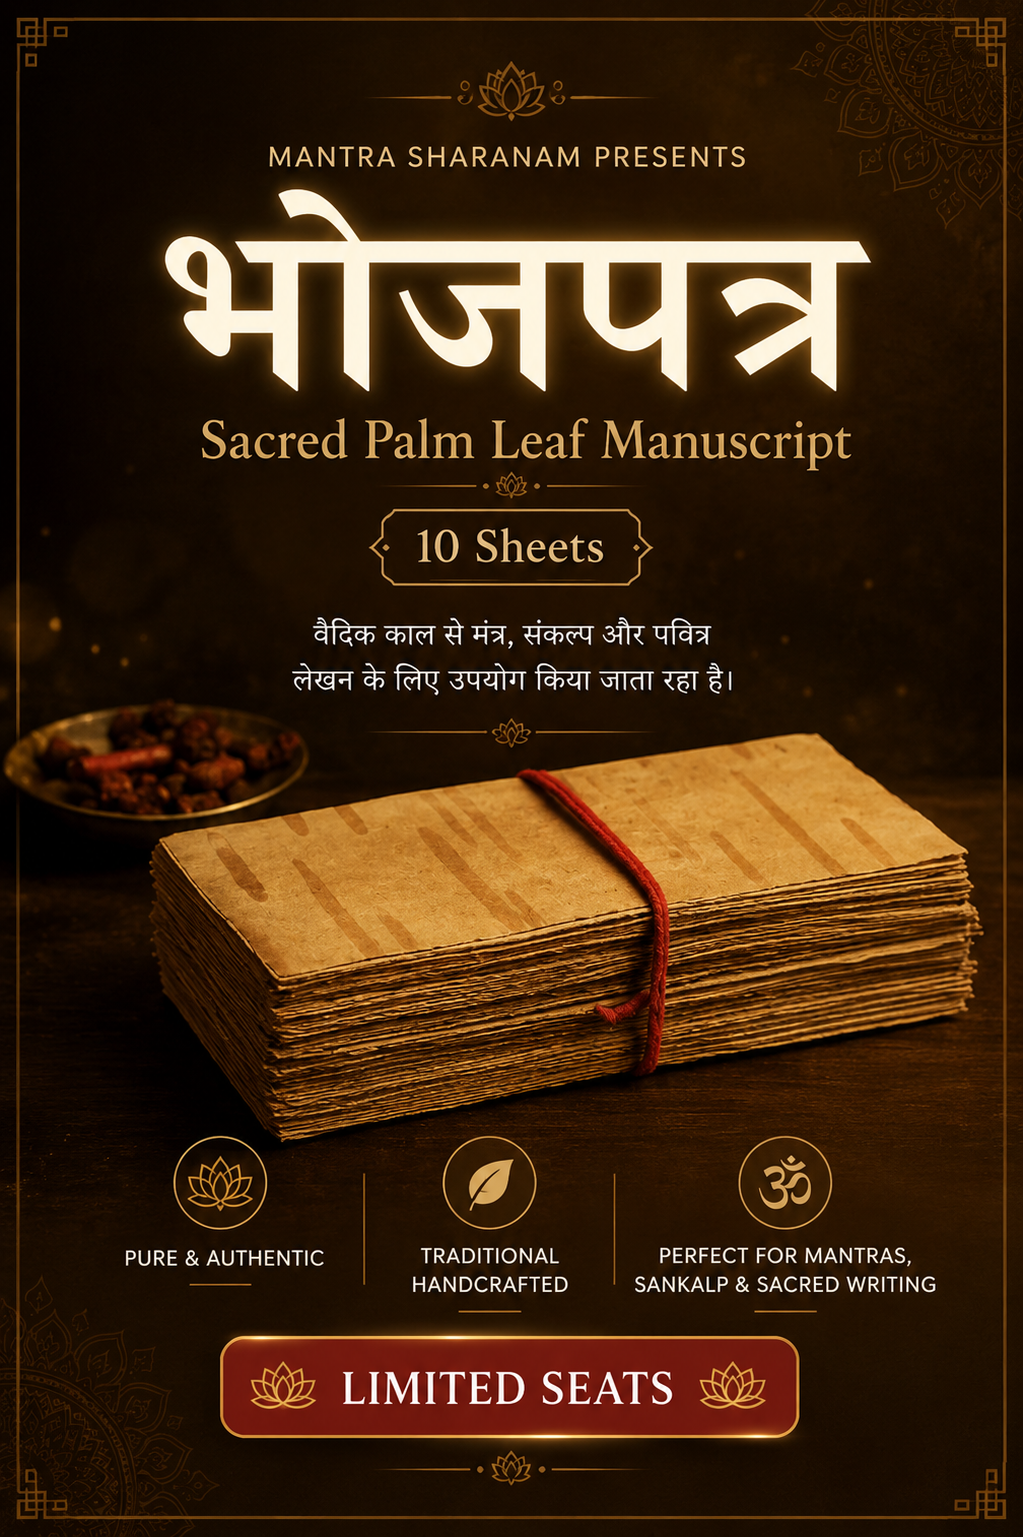 MANTRA SHARANAM PRESENTS
भोजपत्र
Sacred Palm Leaf Manuscript
10 Sheets
वैदिक काल से मंत्र, संकल्प और पवित्र
लेखन के लिए उपयोग किया जाता रहा है।
ॐ
PURE & AUTHENTIC
TRADITIONAL
HANDCRAFTED
PERFECT FOR MANTRAS,
SANKALP & SACRED WRITING
LIMITED SEATS